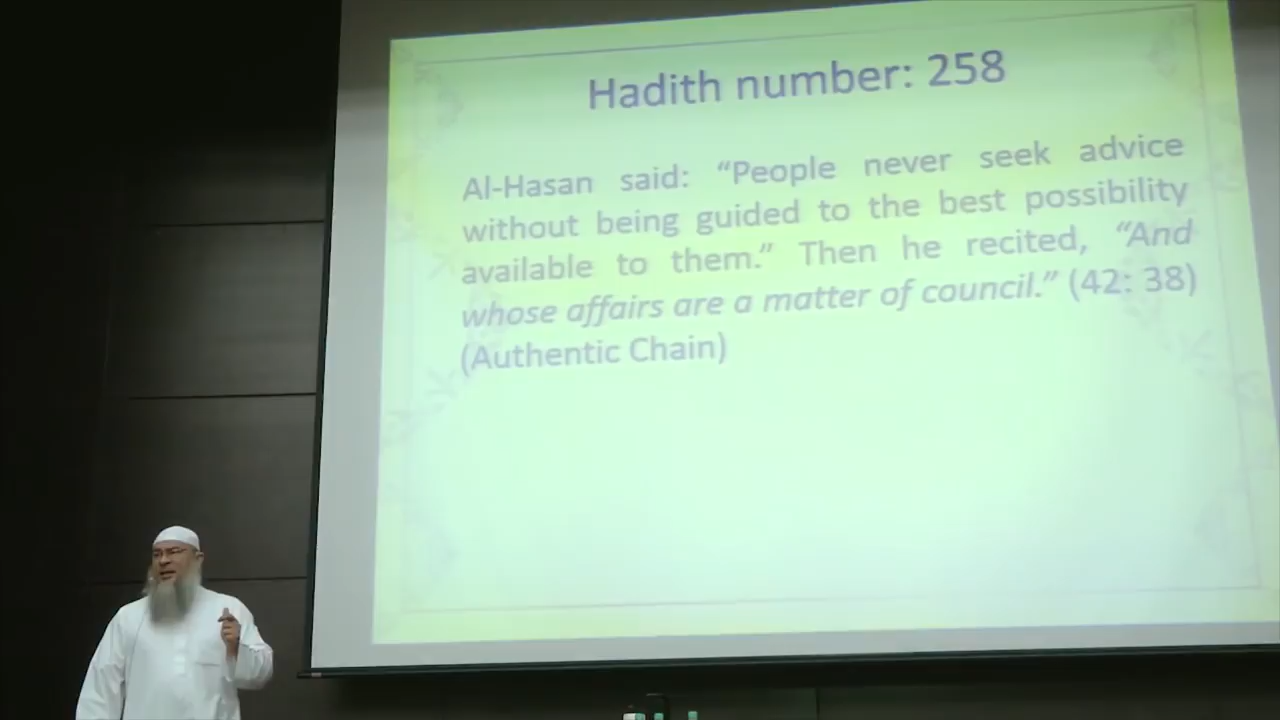 Hadith number: 258
Al-Hasan said: “People never seek advice
without being guided to the best possibility
available to them.” Then he recited, “And
whose affairs are a matter of council.” (42: 38)
(Authentic Chain)